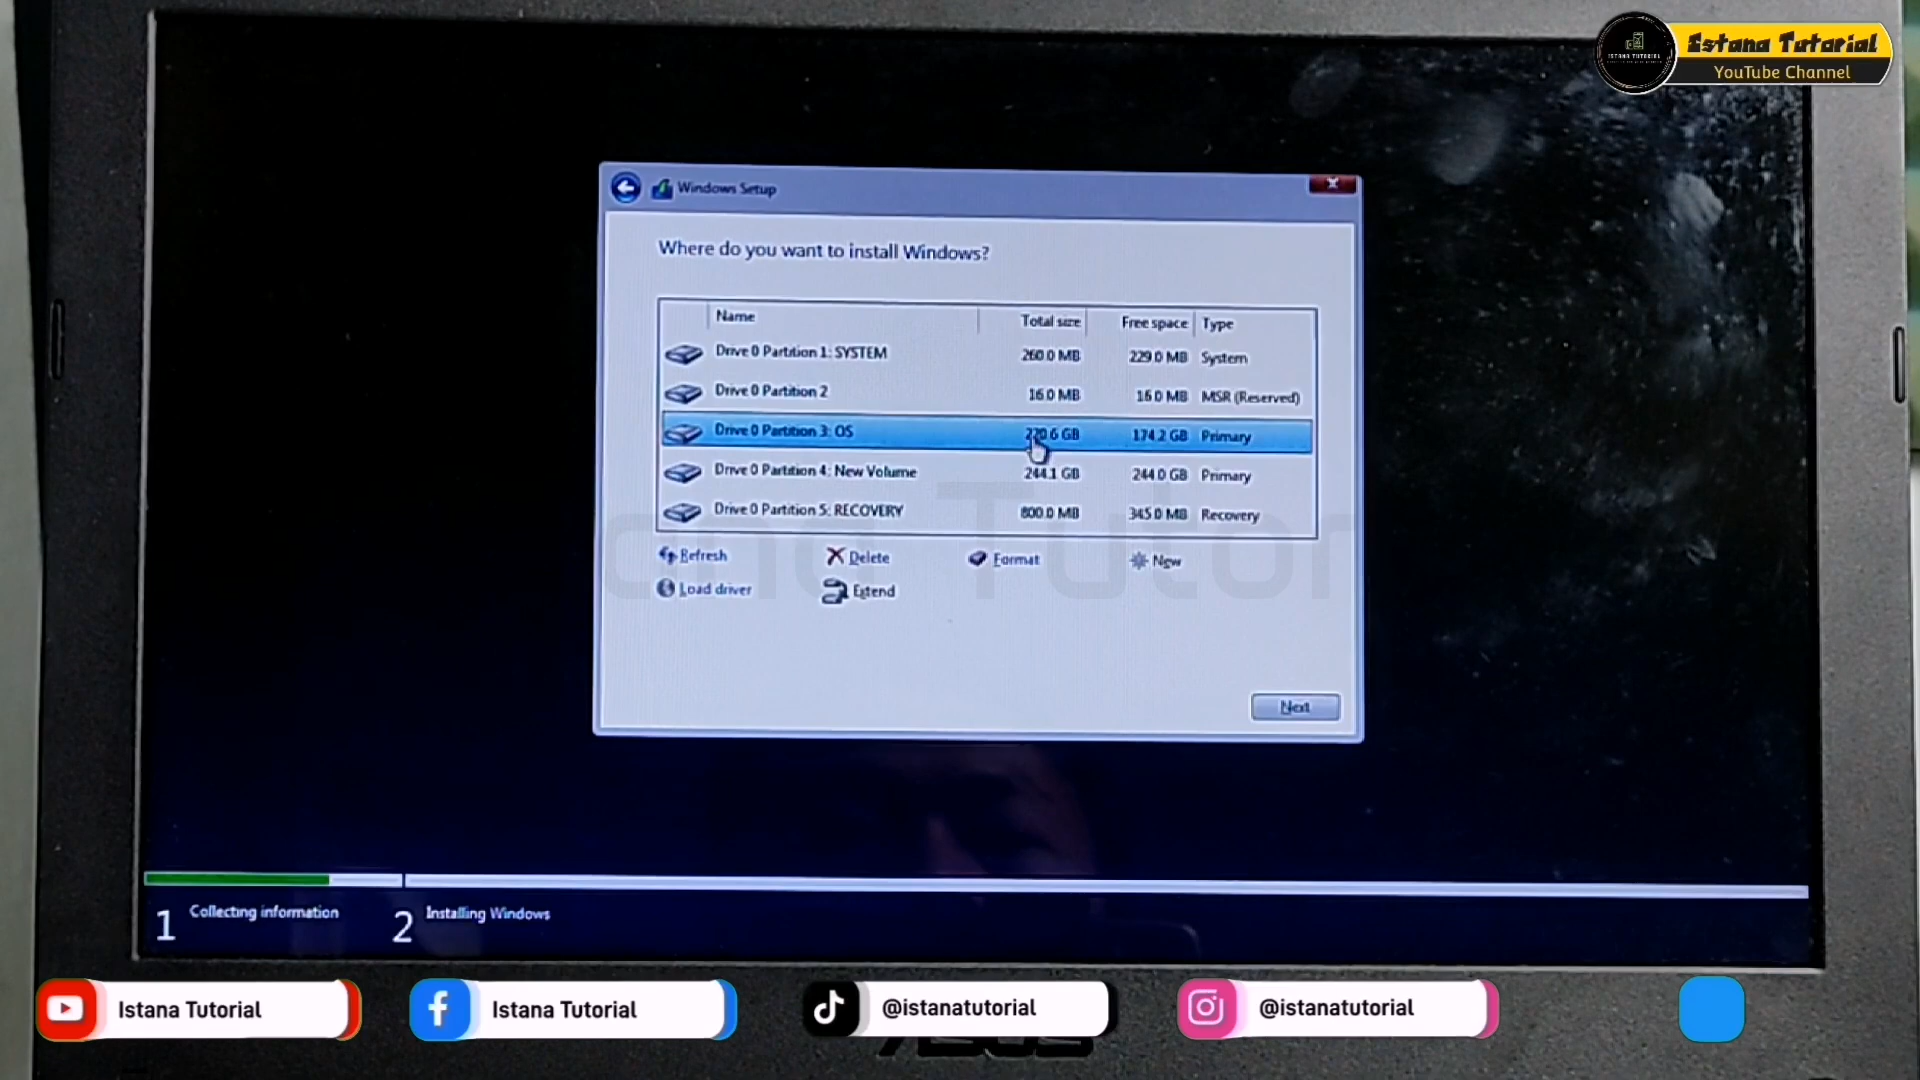 Istana Tutorial
YouTube Channel
Windows Setup
Where do you want to install Windows?
Name Total size Free space Type
Drive 0 Partition 1: SYSTEM 260.0 MB 229.0 MB System
Drive 0 Partition 2 16.0 MB 16.0 MB MSR (Reserved)
Drive 0 Partition 3: OS 220.6 GB 174.2 GB Primary
Drive 0 Partition 4: New Volume 244.1 GB 244.0 GB Primary
Drive 0 Partition 5: RECOVERY 800.0 MB 345.0 MB Recovery
Refresh Delete Format New
Load driver Extend
Next
1 Collecting information 2 Installing Windows
Istana Tutorial Istana Tutorial @istanatutorial @istanatutorial
ASUS